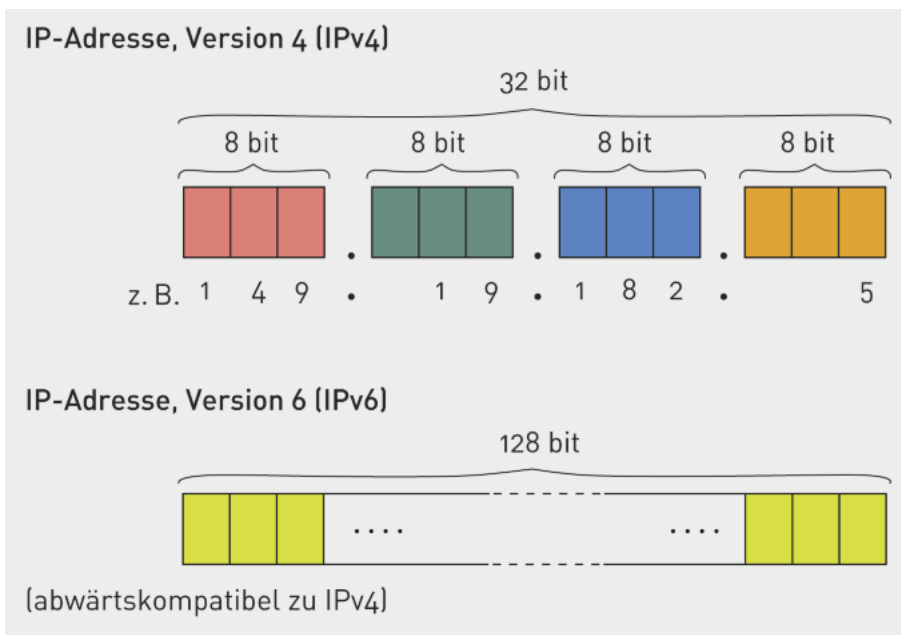 IP-Adresse, Version 4 (IPv4)
32 bit
8 bit 8 bit 8 bit 8 bit
. . .
z. B. 1 4 9 . 1 9 . 1 8 2 . 5
IP-Adresse, Version 6 (IPv6)
128 bit
.... ....
(abwärtskompatibel zu IPv4)